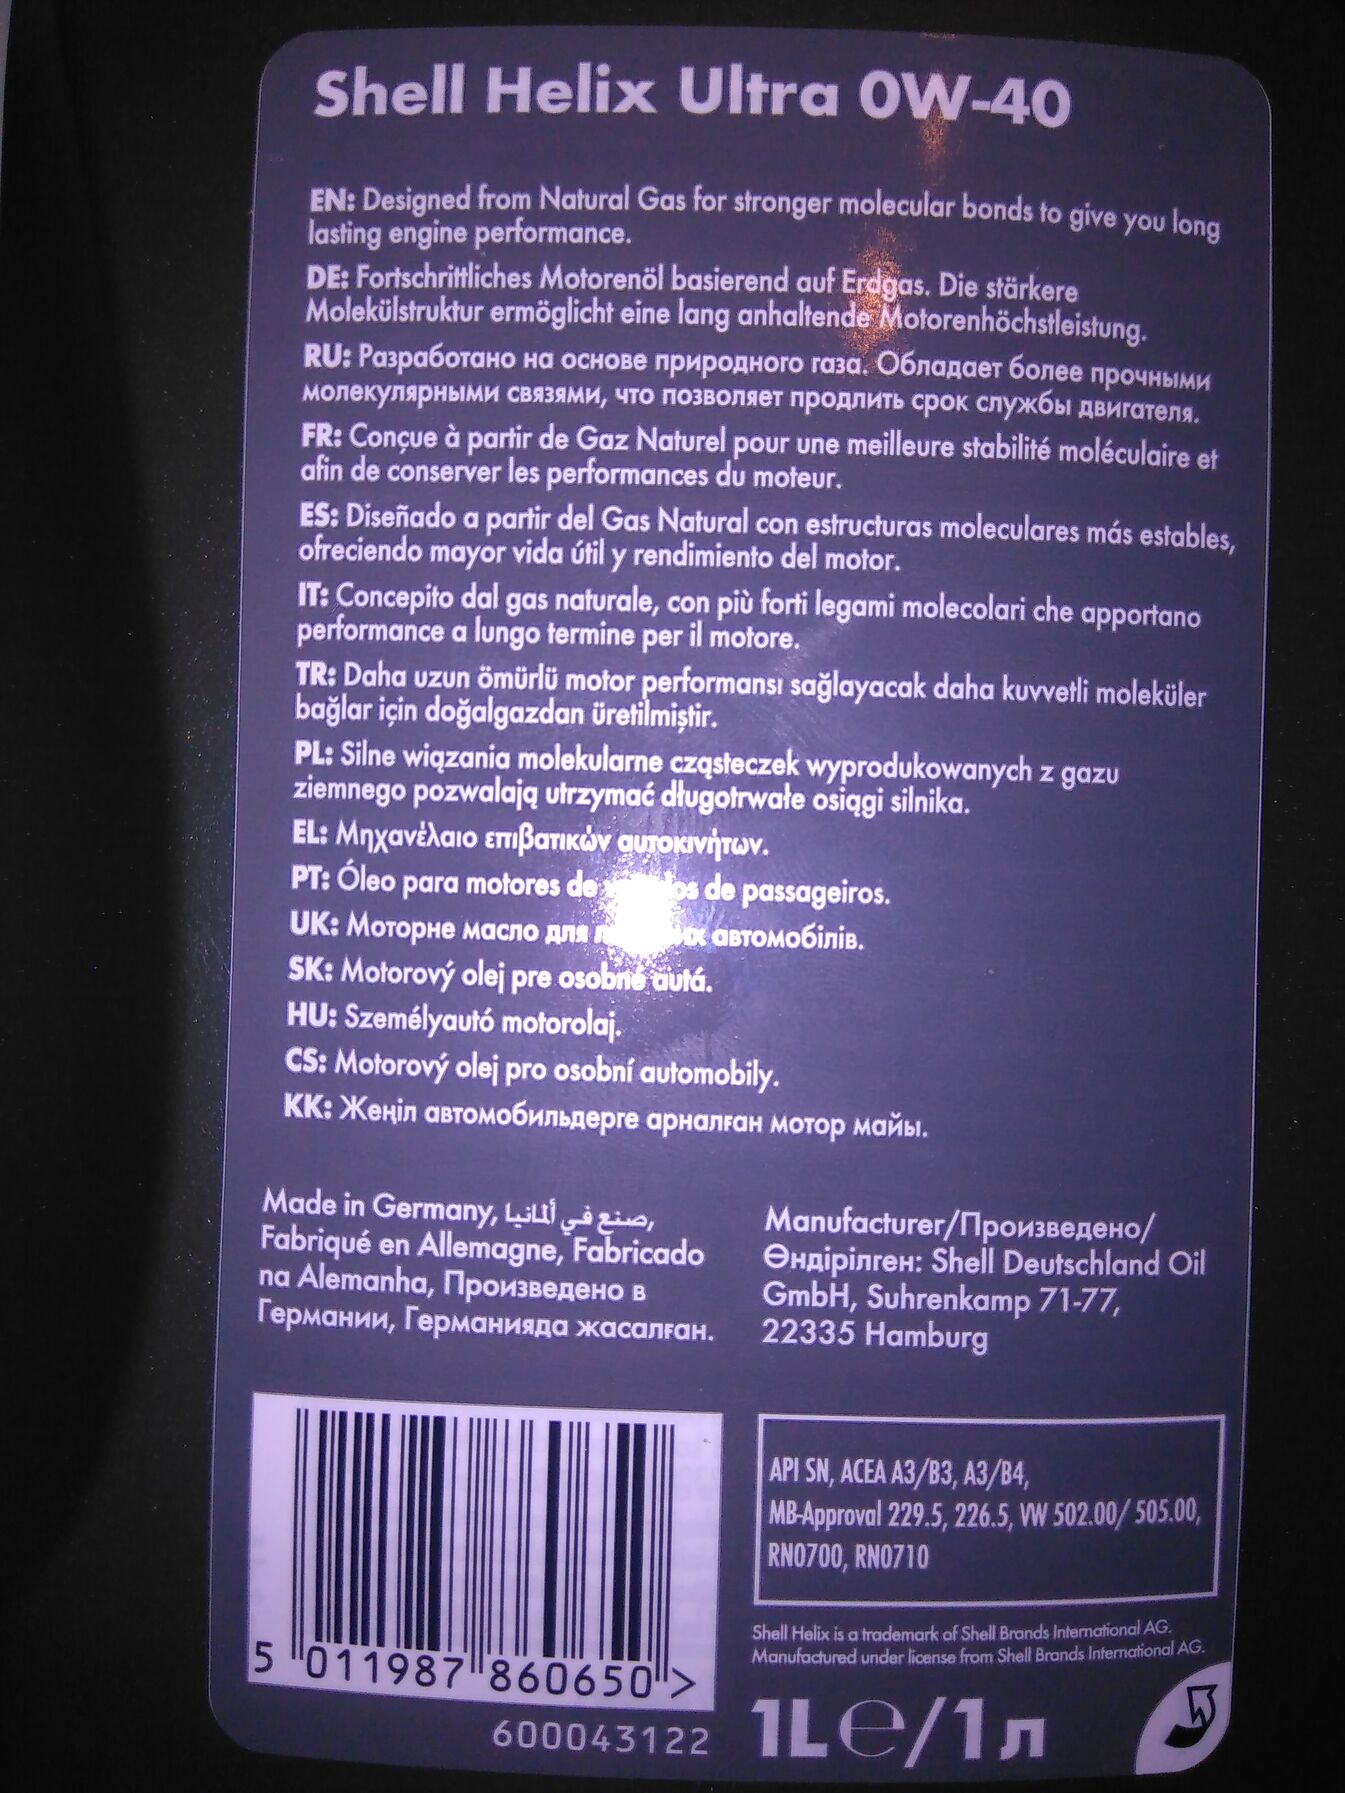 Shell Helix Ultra 0W-40
EN: Designed from Natural Gas for stronger molecular bonds to give you long
lasting engine performance.
DE: Fortschrittliches Motorenöl basierend auf Erdgas. Die stärkere
Molekülstruktur ermöglicht eine lang anhaltende Motorenhöchstleistung.
RU: Разработано на основе природного газа. Обладает более прочными
молекулярными связями, что позволяет продлить срок службы двигателя.
FR: Conçue à partir de Gaz Naturel pour une meilleure stabilité moléculaire et
afin de conserver les performances du moteur.
ES: Diseñado a partir del Gas Natural con estructuras moleculares más estables,
ofreciendo mayor vida útil y rendimiento del motor.
IT: Concepito dal gas naturale, con più forti legami molecolari che apportano
performance a lungo termine per il motore.
TR: Daha uzun ömürlü motor performansı sağlayacak daha kuvvetli moleküler
bağlar için doğalgazdan üretilmiştir.
PL: Silne wiązania molekularne cząsteczek wyprodukowanych z gazu
ziemnego pozwalają utrzymać długotrwałe osiągi silnika.
EL: Μηχανέλαιο επιβατικών αυτοκινήτων.
PT: Óleo para motores de de passageiros.
UK: Моторне масло для автомобілів.
SK: Motorový olej pre osobné autá.
HU: Személyautó motorolaj.
CS: Motorový olej pro osobní automobily.
KK: Жеңіл автомобильдерге арналған мотор майы.
Made in Germany, صنع في ألمانيا,
Fabriqué en Allemagne, Fabricado
na Alemanha, Произведено в
Германии, Германияда жасалған.
Manufacturer/Произведено/
Өндірілген: Shell Deutschland Oil
GmbH, Suhrenkamp 71-77,
22335 Hamburg
5 011987 860650 >
600043122
API SN, ACEA A3/B3, A3/B4,
MB-Approval 229.5, 226.5, VW 502.00/ 505.00,
RN0700, RN0710
Shell Helix is a trademark of Shell Brands International AG.
Manufactured under license from Shell Brands International AG.
1L℮/1л